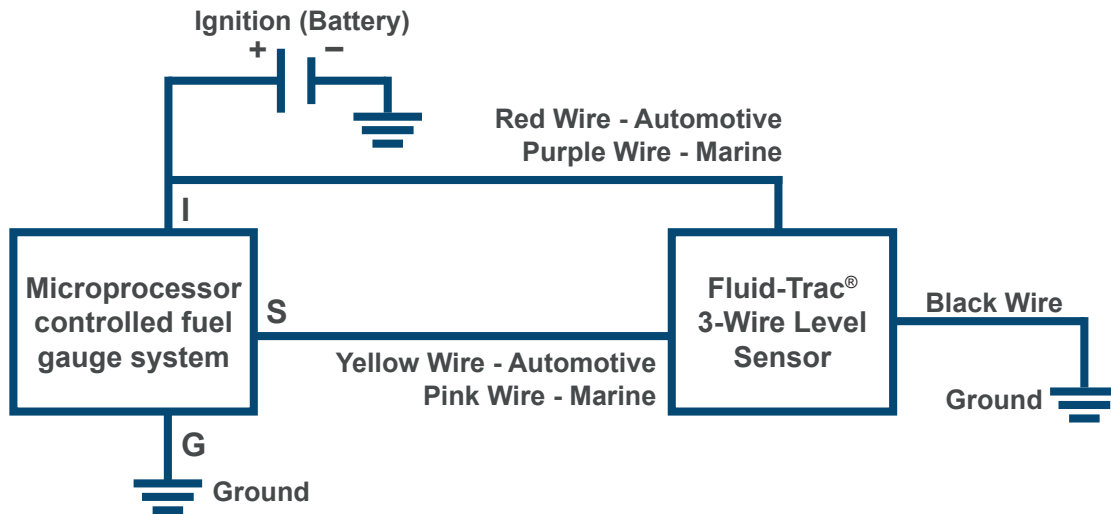 Ignition (Battery)
+ −
Red Wire - Automotive
Purple Wire - Marine
I
Microprocessor
controlled fuel
gauge system
S
Yellow Wire - Automotive
Pink Wire - Marine
Fluid-Trac®
3-Wire Level
Sensor
Black Wire
Ground
G
Ground